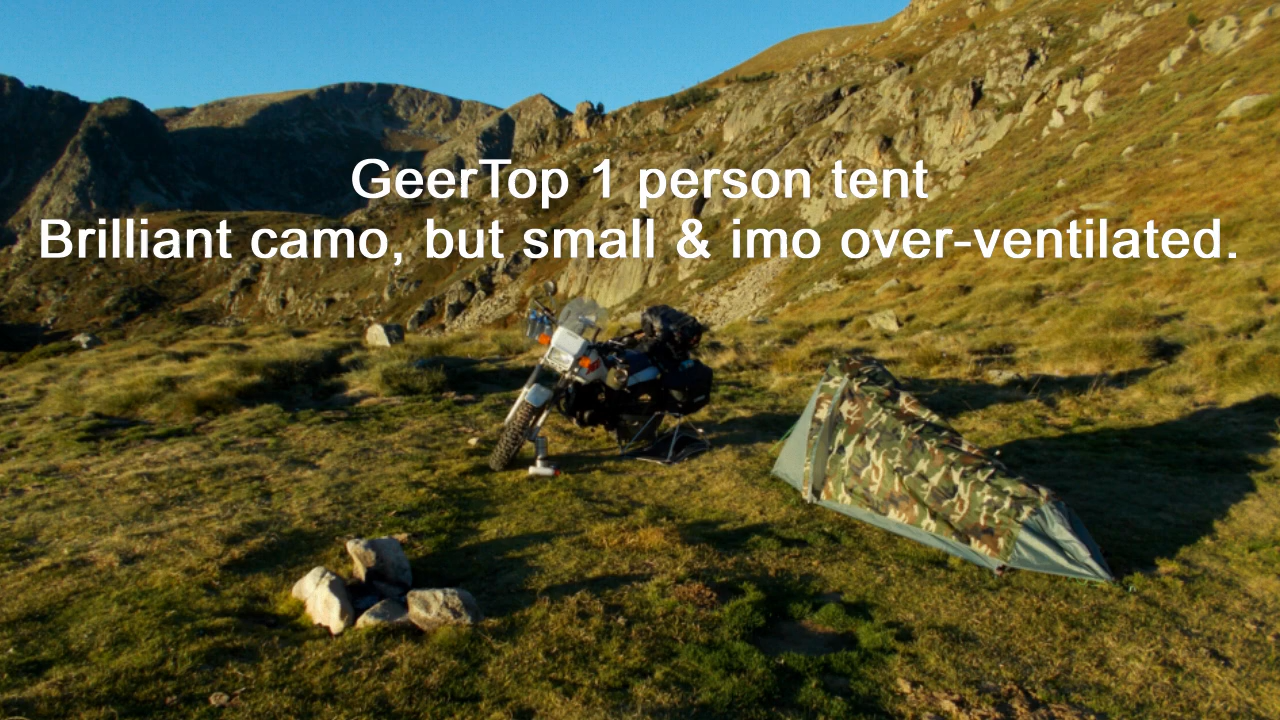 GeerTop 1 person tent
Brilliant camo, but small & imo over-ventilated.